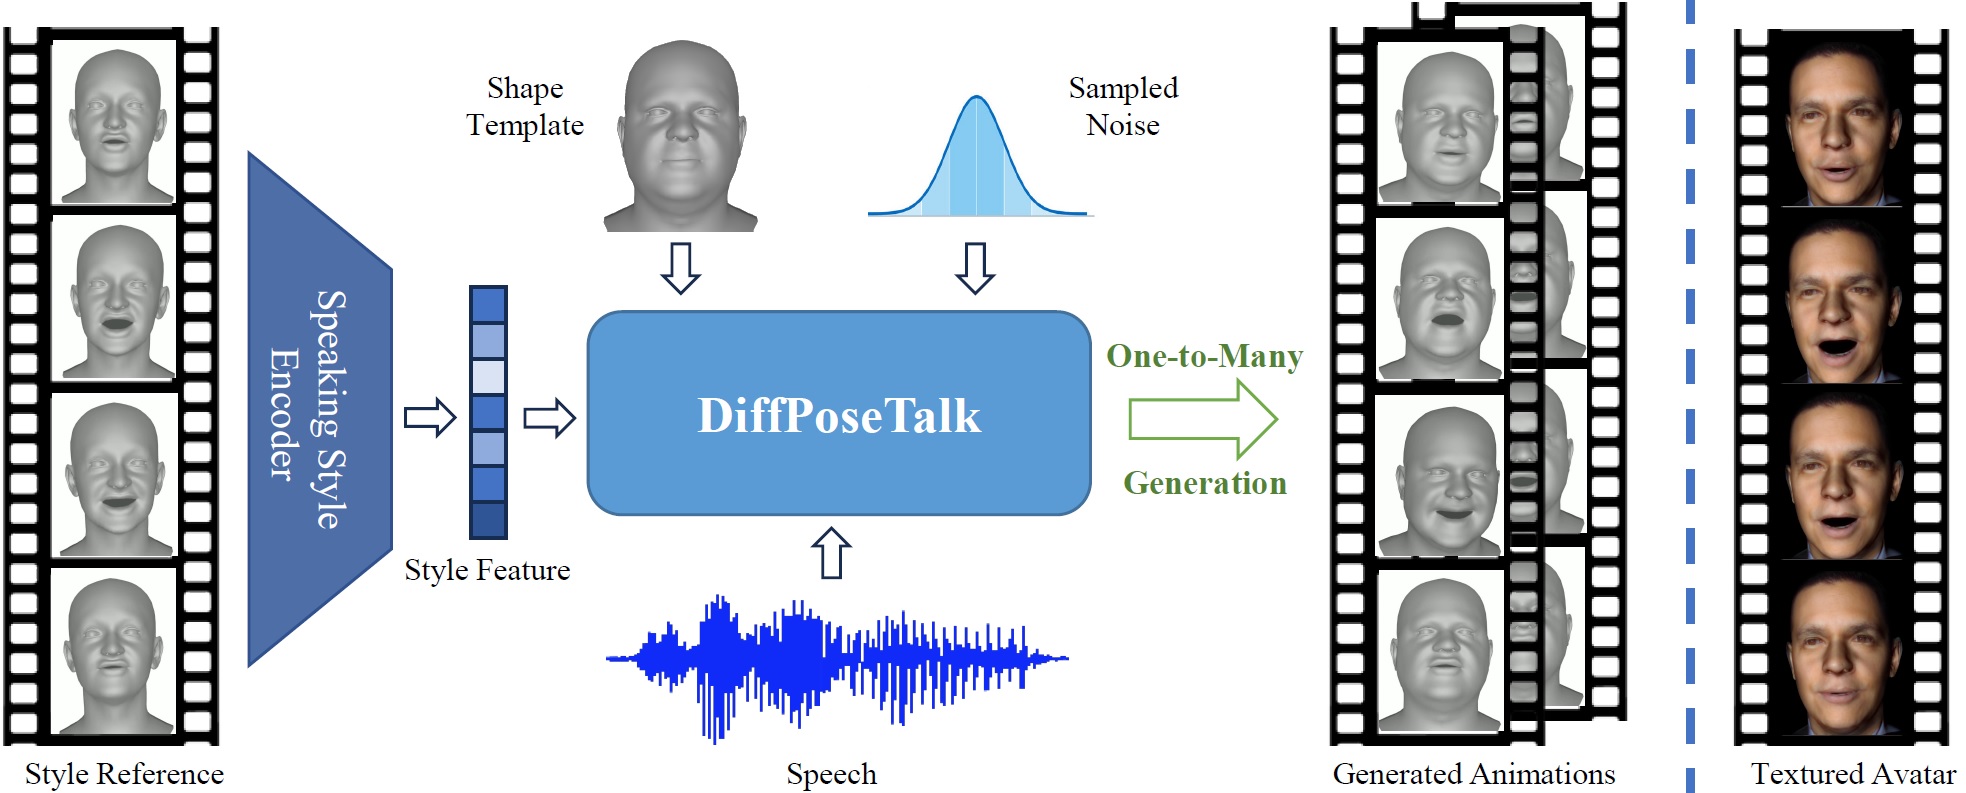 Shape
Template
Sampled
Noise
Speaking Style
Encoder
Style Feature
DiffPoseTalk
One-to-Many
Generation
Style Reference
Speech
Generated Animations
Textured Avatar